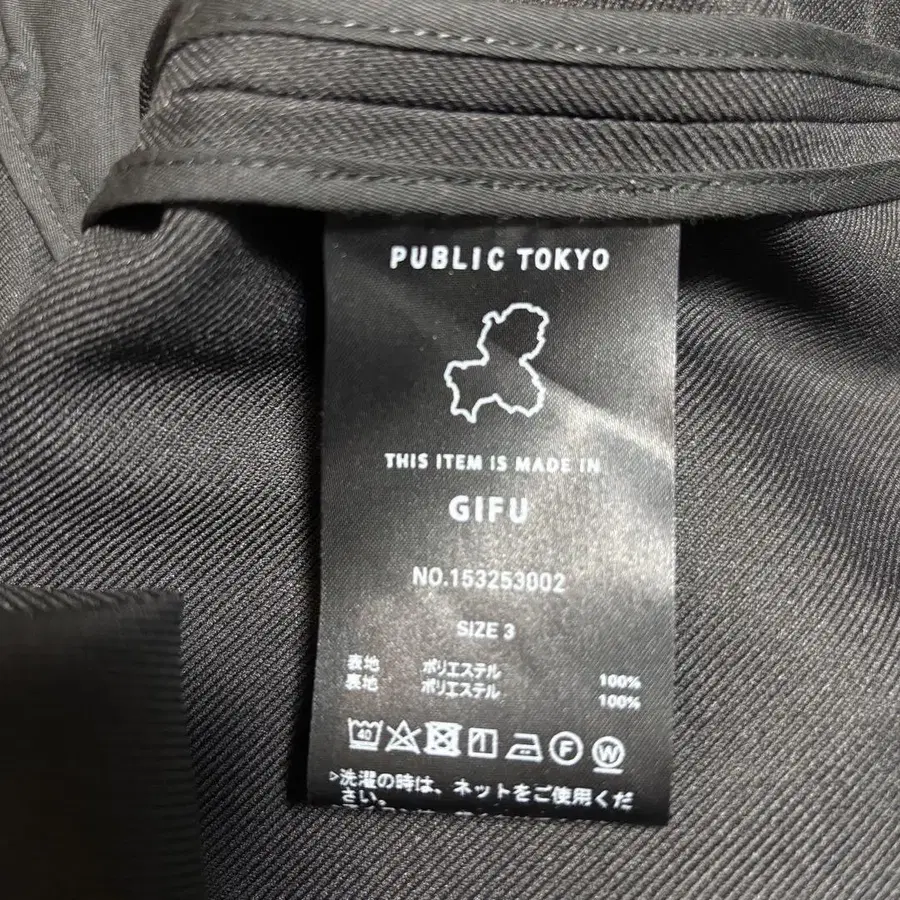 PUBLIC TOKYO
THIS ITEM IS MADE IN
GIFU
NO.153253002
SIZE 3
表地 ポリエステル 100%
裏地 ポリエステル 100%
40 F W
▷洗濯の時は、ネットをご使用くだ
さい。